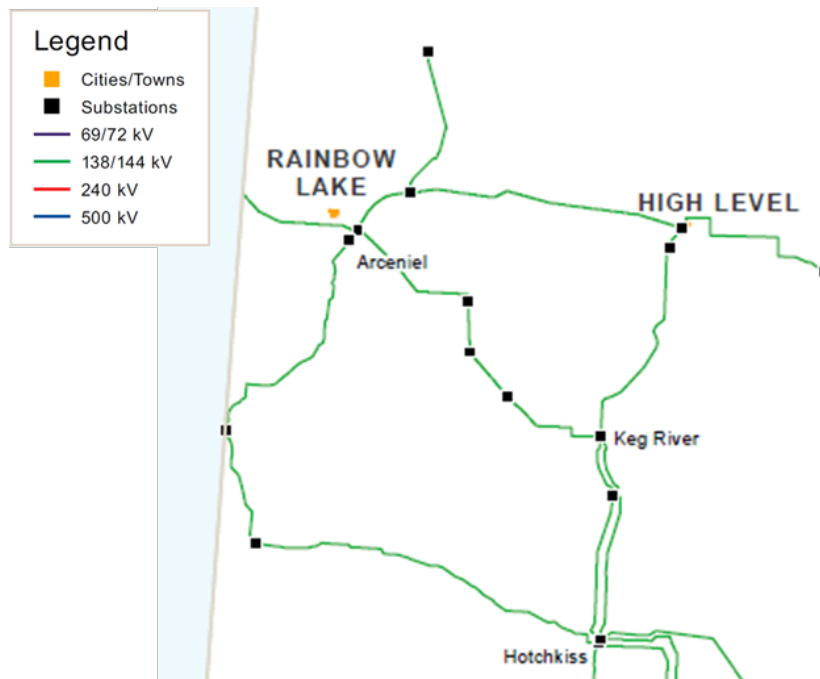 Legend
Cities/Towns
Substations
69/72 kV
138/144 kV
240 kV
500 kV
RAINBOW
LAKE
HIGH LEVEL
Arceniel
Keg River
Hotchkiss